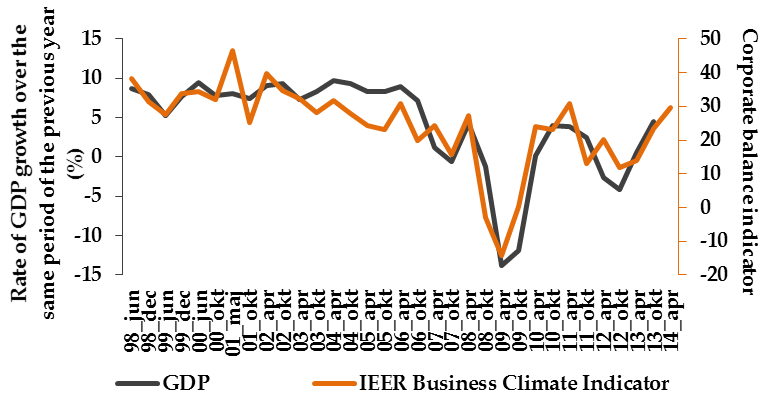 Rate of GDP growth over the
same period of the previous year
(%)
15
10
5
0
-5
-10
-15
50
40
30
20
10
0
-10
-20
Corporate balance indicator
98_jun
98_dec
99_jun
99_dec
00_jun
00_okt
01_maj
01_okt
02_apr
02_okt
03_apr
03_okt
04_apr
04_okt
05_apr
05_okt
06_apr
06_okt
07_apr
07_okt
08_apr
08_okt
09_apr
09_okt
10_apr
10_okt
11_apr
11_okt
12_apr
12_okt
13_apr
13_okt
14_apr
GDP
IEER Business Climate Indicator